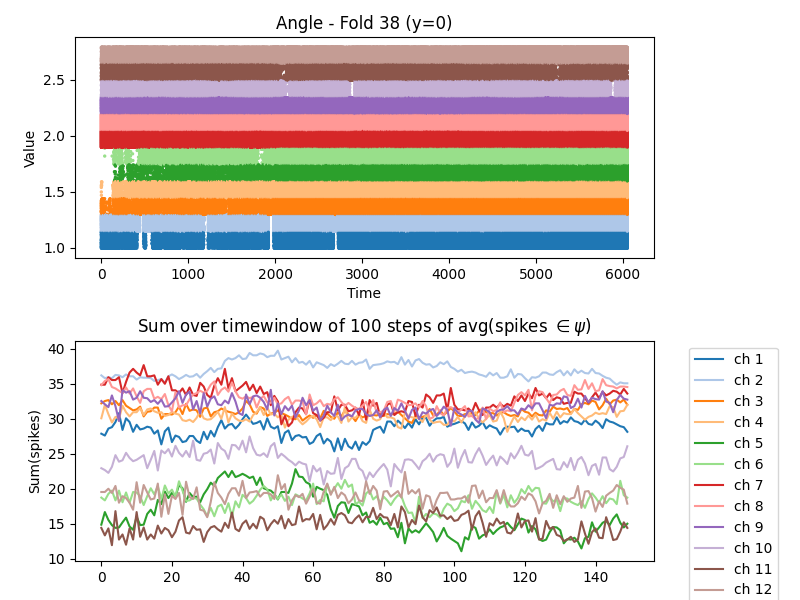 Angle - Fold 38 (y=0)
Value
2.5
2.0
1.5
1.0
0 1000 2000 3000 4000 5000 6000
Time
Sum over timewindow of 100 steps of avg(spikes ∈ ψ)
Sum(spikes)
40
35
30
25
20
15
10
0 20 40 60 80 100 120 140
ch 1
ch 2
ch 3
ch 4
ch 5
ch 6
ch 7
ch 8
ch 9
ch 10
ch 11
ch 12